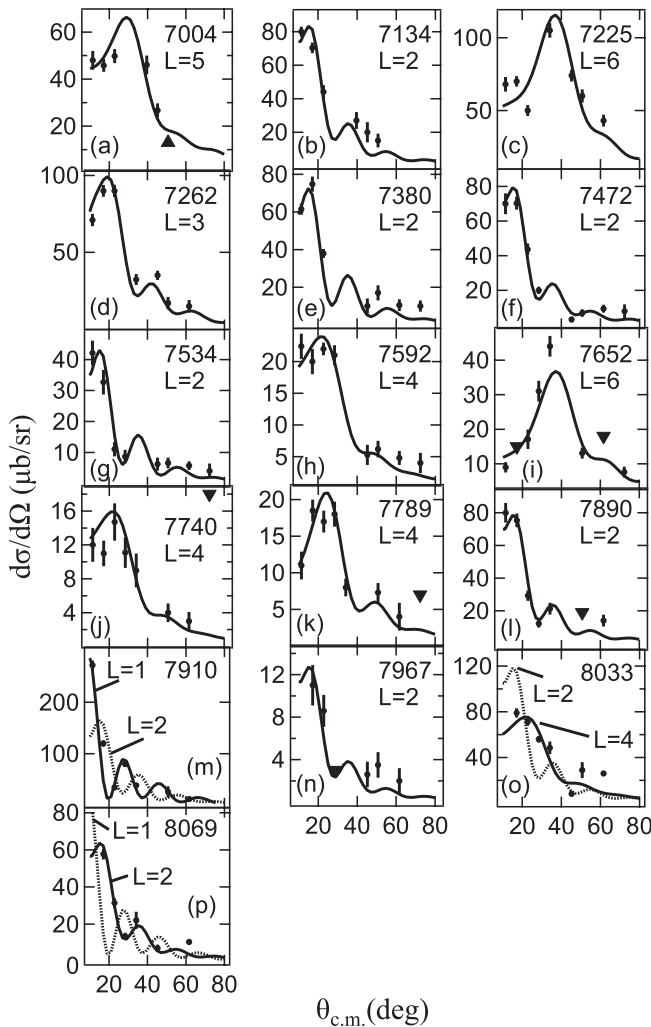 dσ/dΩ (μb/sr)
60
40
20
7004
L=5
(a)
80
60
40
20
0
7134
L=2
(b)
100
50
7225
L=6
(c)
100
50
7262
L=3
(d)
80
60
40
20
0
7380
L=2
(e)
80
60
40
20
0
7472
L=2
(f)
40
30
20
10
7534
L=2
(g)
20
15
10
5
7592
L=4
(h)
40
30
20
10
7652
L=6
(i)
16
12
8
4
7740
L=4
(j)
20
15
10
5
7789
L=4
(k)
80
60
40
20
7890
L=2
(l)
200
100
0
L=1
7910
L=2
(m)
12
8
4
0
7967
L=2
(n)
20 40 60 80
120
80
40
0
8033
L=2
L=4
(o)
20 40 60 80
80
60
40
20
0
L=1
8069
L=2
(p)
20 40 60 80
θc.m.(deg)